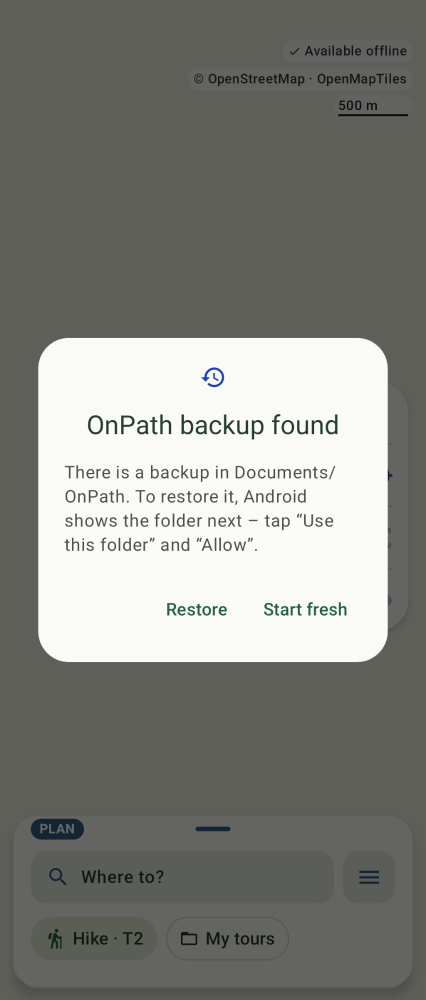 Available offline
© OpenStreetMap · OpenMapTiles
500 m
OnPath backup found
There is a backup in Documents/
OnPath. To restore it, Android
shows the folder next – tap “Use
this folder” and “Allow”.
Restore
Start fresh
PLAN
Where to?
Hike · T2
My tours